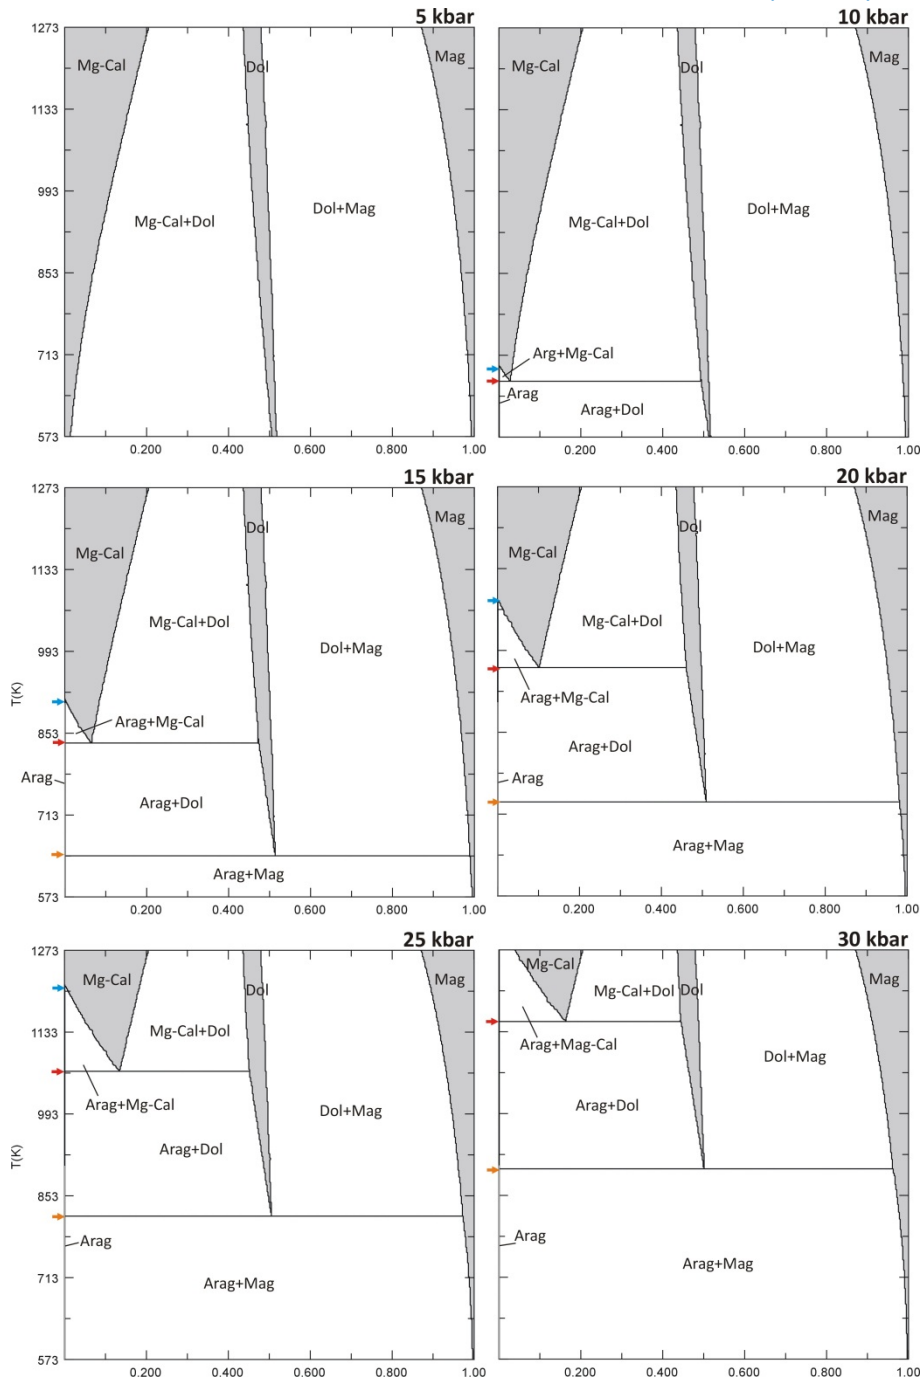 5 kbar
1273
Mg-Cal
Dol
Mag
1133
993
Mg-Cal+Dol
Dol+Mag
853
713
573
0.200 0.400 0.600 0.800 1.00
10 kbar
Mg-Cal
Dol
Mag
Mg-Cal+Dol
Dol+Mag
Arg+Mg-Cal
Arag
Arag+Dol
0.200 0.400 0.600 0.800 1.00
15 kbar
1273
Mg-Cal
Dol
Mag
1133
Mg-Cal+Dol
993
Dol+Mag
T(K)
Arag+Mg-Cal
853
Arag
Arag+Dol
713
Arag+Mag
573
0.200 0.400 0.600 0.800 1.00
20 kbar
Mg-Cal
Dol
Mag
Mg-Cal+Dol
Dol+Mag
Arag+Mg-Cal
Arag+Dol
Arag
Arag+Mag
0.200 0.400 0.600 0.800 1.00
25 kbar
1273
Mg-Cal
Dol
Mag
1133
Mg-Cal+Dol
Arag+Mg-Cal
Dol+Mag
993
T(K)
Arag+Dol
853
Arag
713
Arag+Mag
573
0.200 0.400 0.600 0.800 1.00
30 kbar
Mg-Cal
Mg-Cal+Dol
Dol
Mag
Arag+Mag-Cal
Dol+Mag
Arag+Dol
Arag
Arag+Mag
0.200 0.400 0.600 0.800 1.00